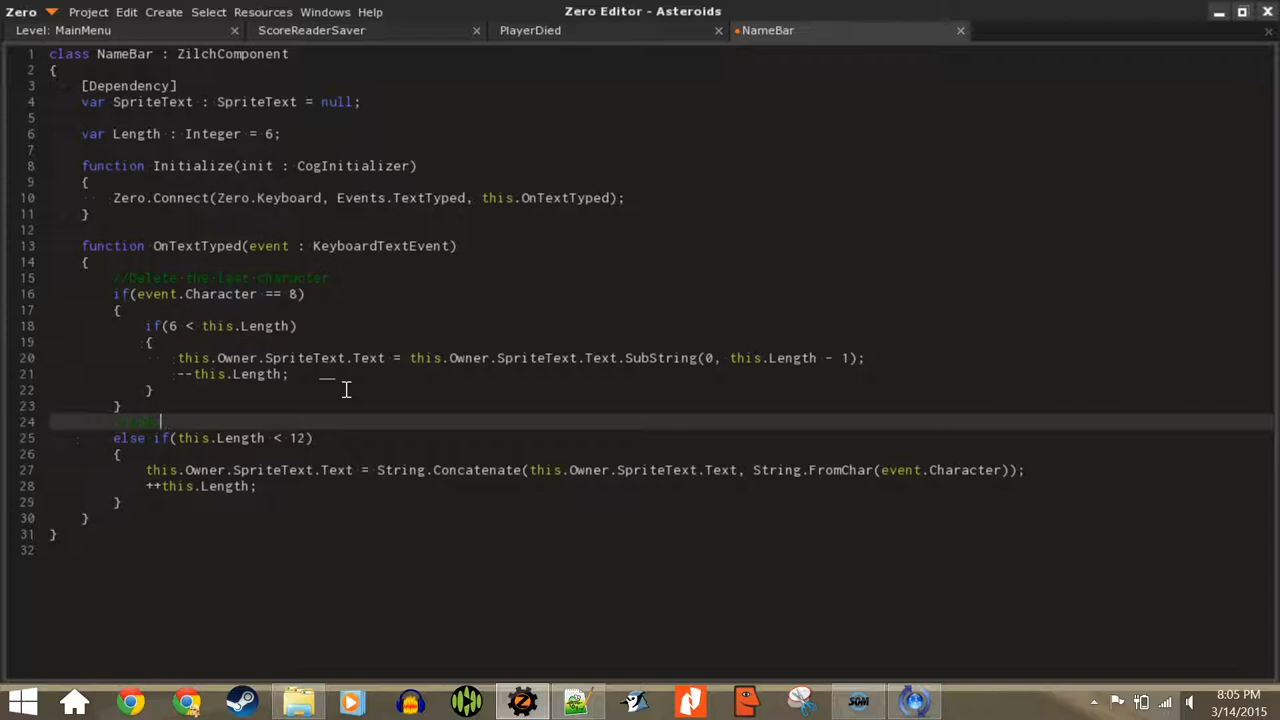 Zero Project Edit Create Select Resources Windows Help Zero Editor - Asteroids
Level: MainMenu ScoreReaderSaver PlayerDied NameBar
1 class NameBar : ZilchComponent
2 {
3 [Dependency]
4 var SpriteText : SpriteText = null;
5
6 var Length : Integer = 6;
7
8 function Initialize(init : CogInitializer)
9 {
10 Zero.Connect(Zero.Keyboard, Events.TextTyped, this.OnTextTyped);
11 }
12
13 function OnTextTyped(event : KeyboardTextEvent)
14 {
15 //Delete the last character
16 if(event.Character == 8)
17 {
18 if(6 < this.Length)
19 {
20 this.Owner.SpriteText.Text = this.Owner.SpriteText.Text.SubString(0, this.Length - 1);
21 --this.Length;
22 }
23 }
24
25 else if(this.Length < 12)
26 {
27 this.Owner.SpriteText.Text = String.Concatenate(this.Owner.SpriteText.Text, String.FromChar(event.Character));
28 ++this.Length;
29 }
30 }
31 }
32
SOM
8:05 PM
3/14/2015